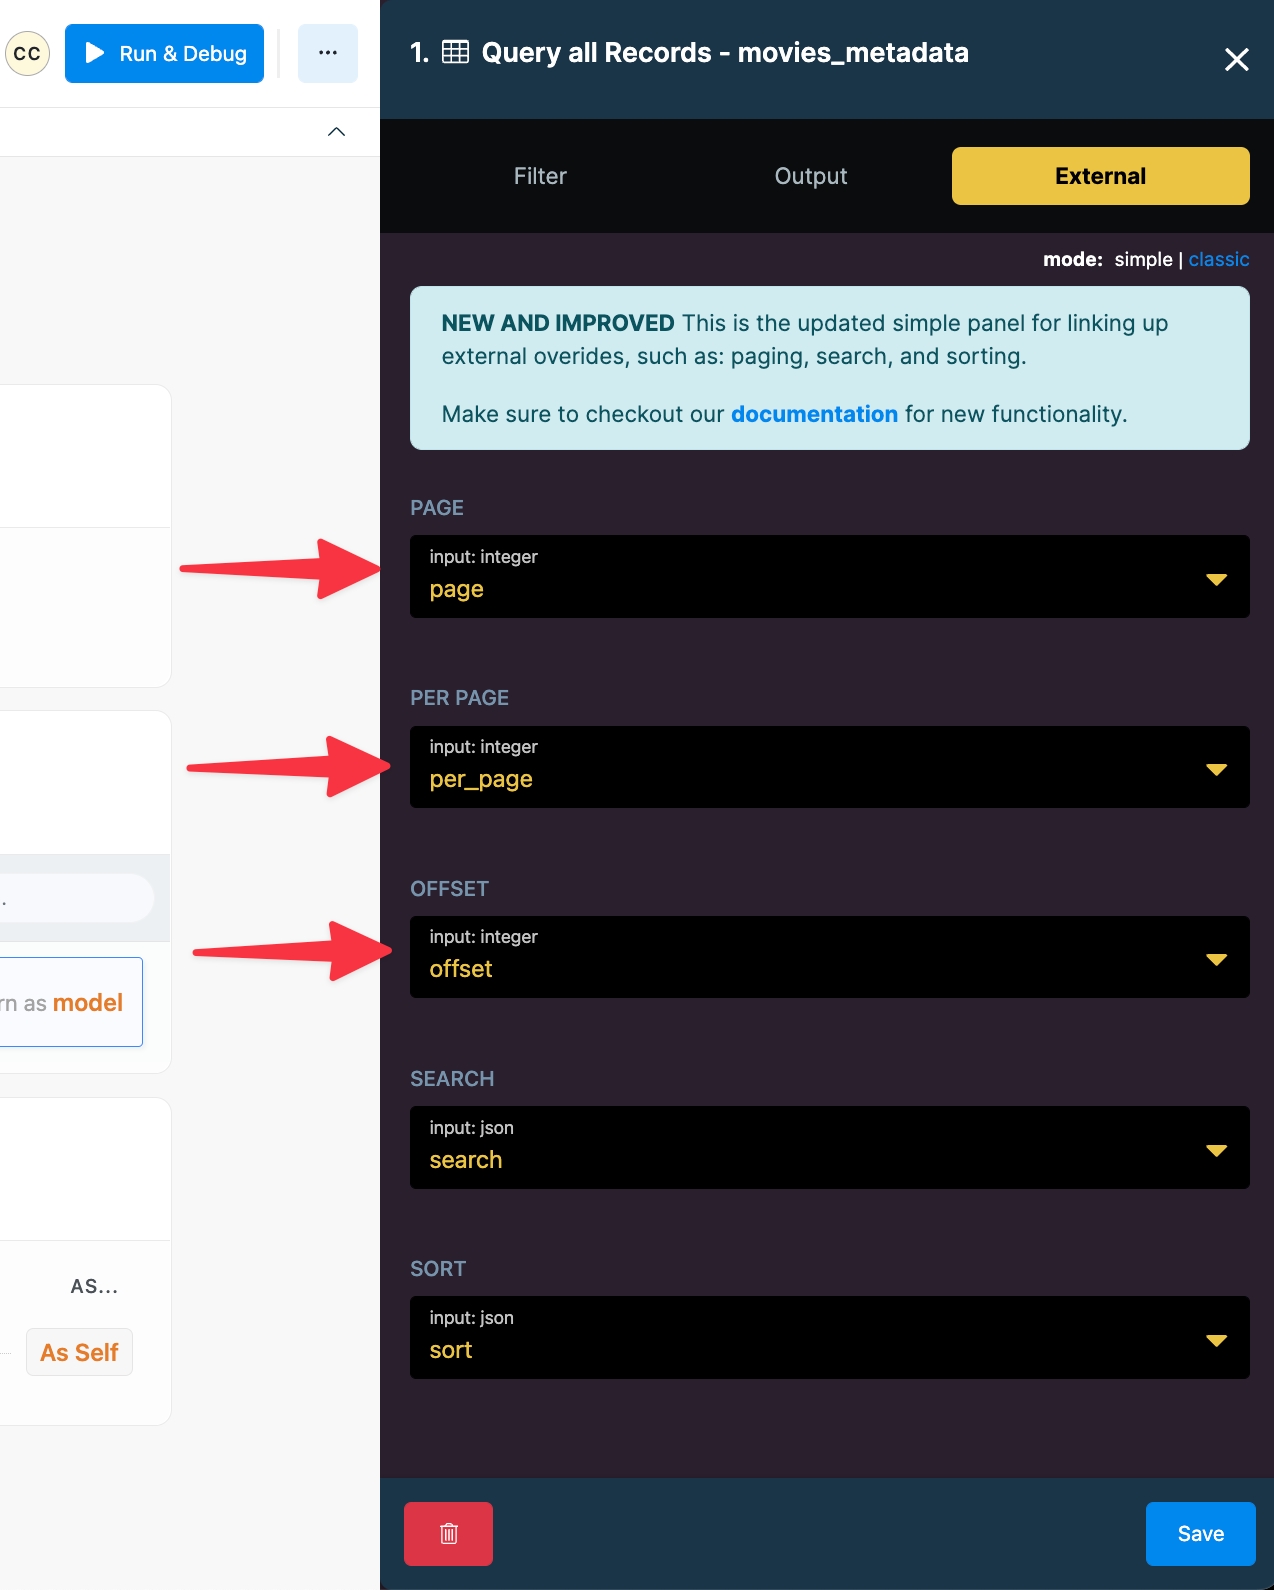 CC
Run & Debug
...
1. Query all Records - movies_metadata
Filter
Output
External
mode: simple | classic
NEW AND IMPROVED This is the updated simple panel for linking up
external overides, such as: paging, search, and sorting.
Make sure to checkout our documentation for new functionality.
PAGE
input: integer
page
PER PAGE
input: integer
per_page
.
OFFSET
input: integer
offset
rn as model
SEARCH
input: json
search
SORT
input: json
sort
AS...
As Self
Save